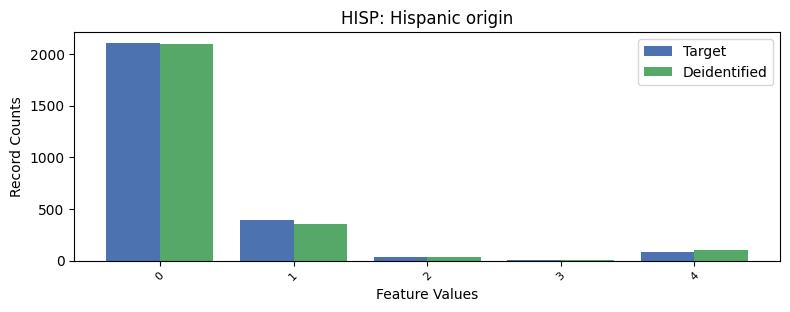 HISP: Hispanic origin
Target
Deidentified
Record Counts
2000
1500
1000
500
0
0 1 2 3 4
Feature Values